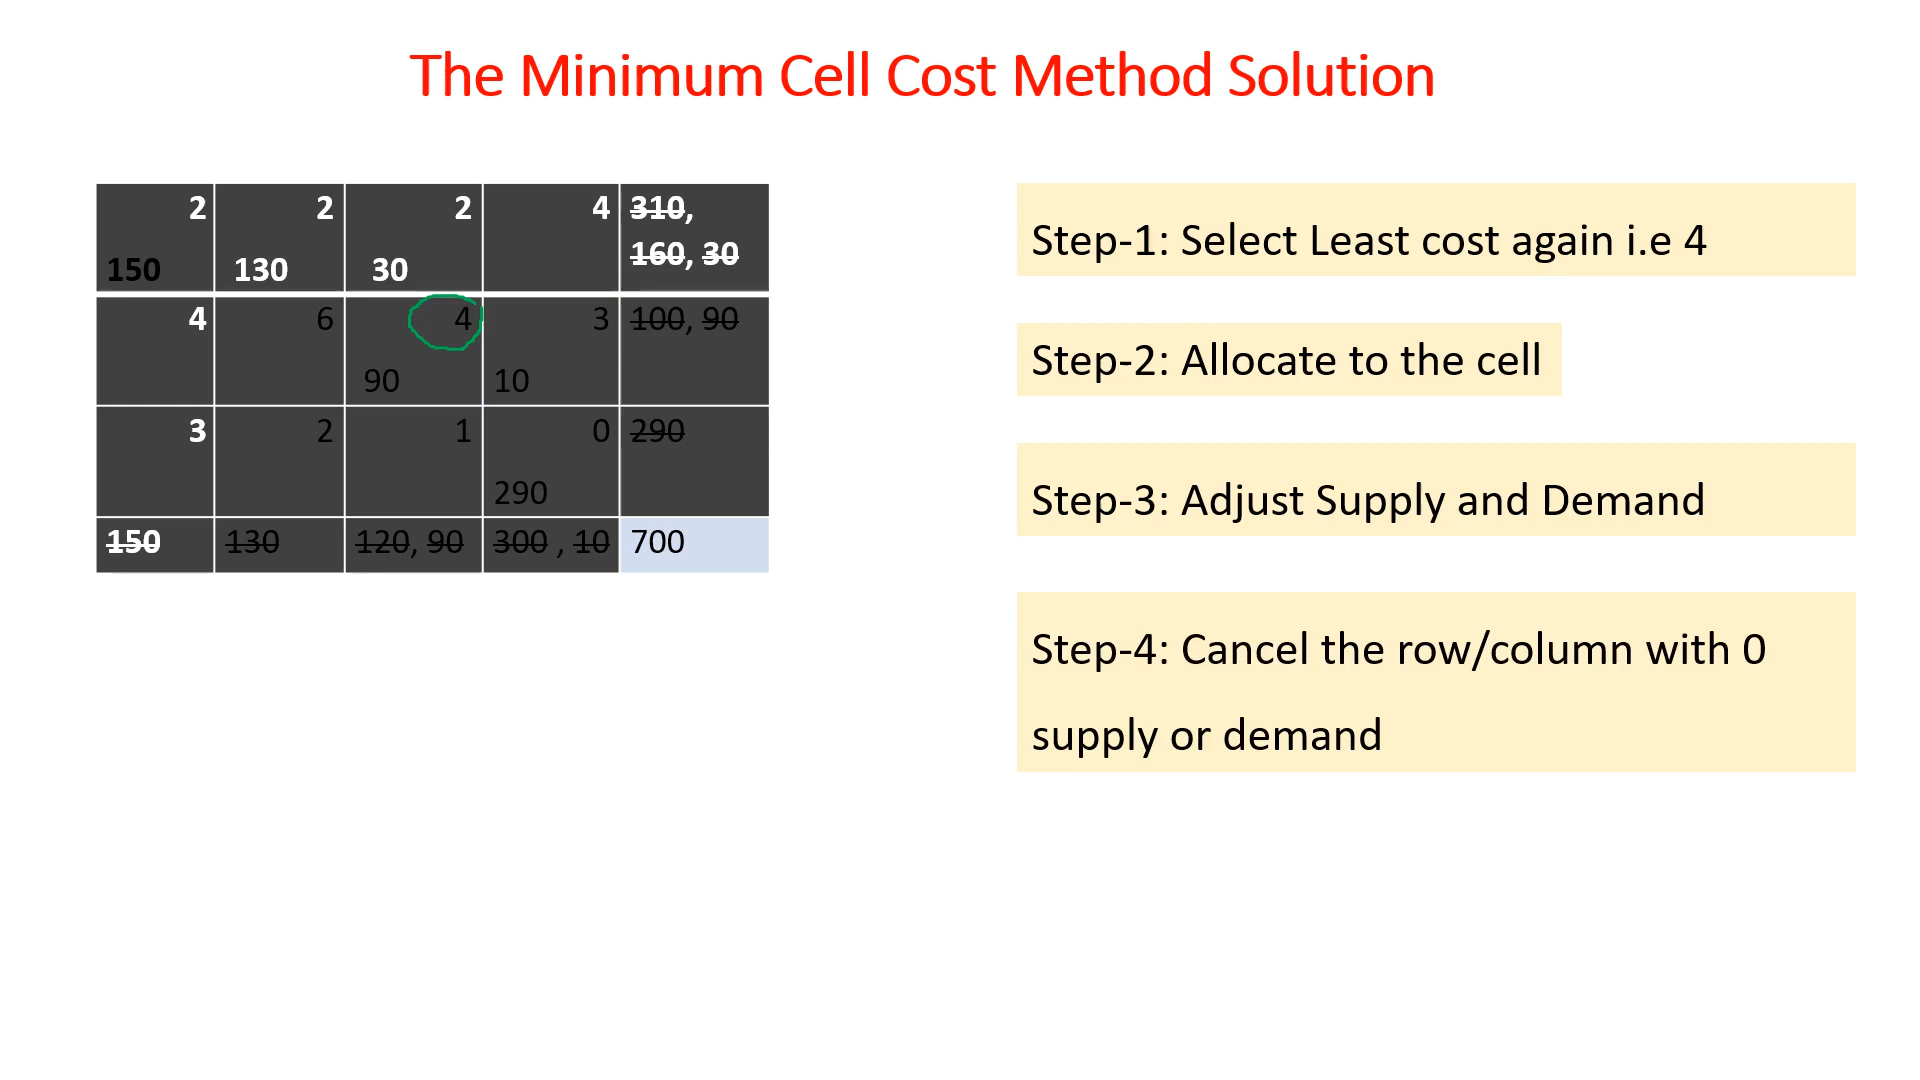 The Minimum Cell Cost Method Solution
2 2 2 4 310,
150 130 30 160, 30
4 6 4 3 100, 90
90 10
3 2 1 0 290
290
150 130 120, 90 300 , 10 700
Step-1: Select Least cost again i.e 4
Step-2: Allocate to the cell
Step-3: Adjust Supply and Demand
Step-4: Cancel the row/column with 0
supply or demand